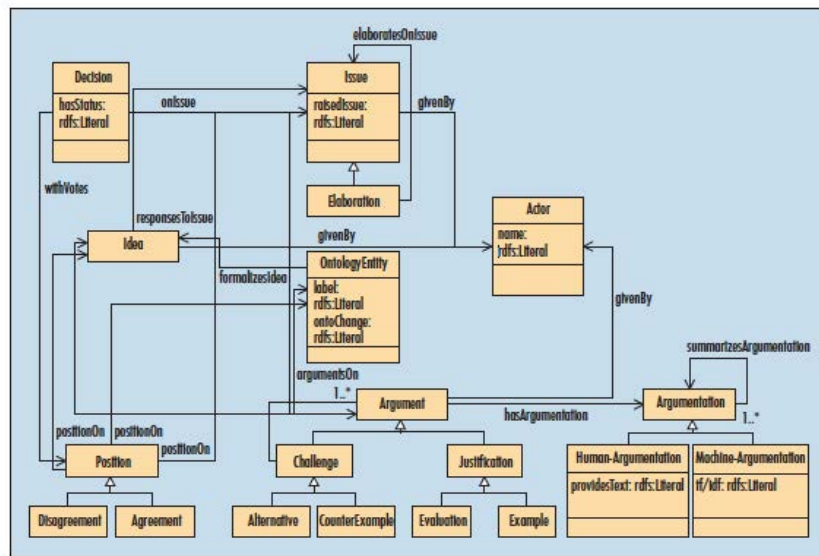 elaboratesOnIssue
Decision
hasStatus:
rdfs:Literal
onIssue
Issue
raisedIssue:
rdfs:Literal
givenBy
withVotes
Elaboration
responsesToIssue
Idea
givenBy
Actor
name:
rdfs:Literal
formalizesIdea
OntologyEntity
label:
rdfs:Literal
ontoChange:
rdfs:Literal
givenBy
summarizesArgumentation
argumentsOn
1..*
Argument
hasArgumentation
Argumentation
1..*
positionOn
positionOn
positionOn
Position
Challenge
Justification
Human-Argumentation
providesText: rdfs:Literal
Machine-Argumentation
tf/idf: rdfs:Literal
Disagreement
Agreement
Alternative
CounterExample
Evaluation
Example